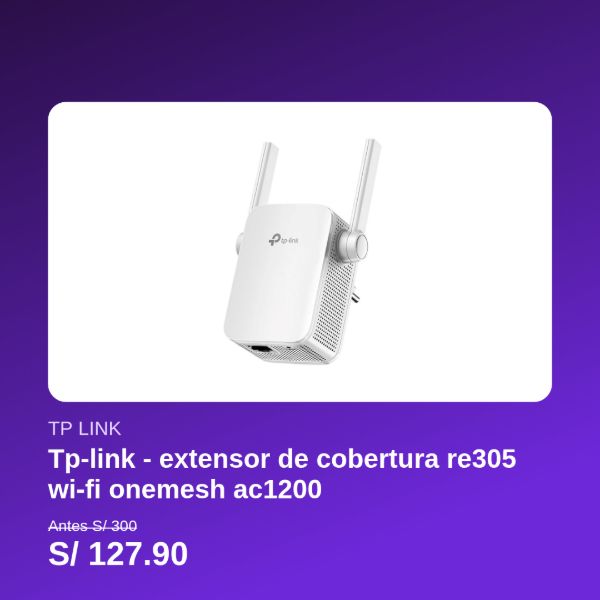 tp-link
TP LINK
Tp-link - extensor de cobertura re305
wi-fi onemesh ac1200
Antes S/ 300
S/ 127.90